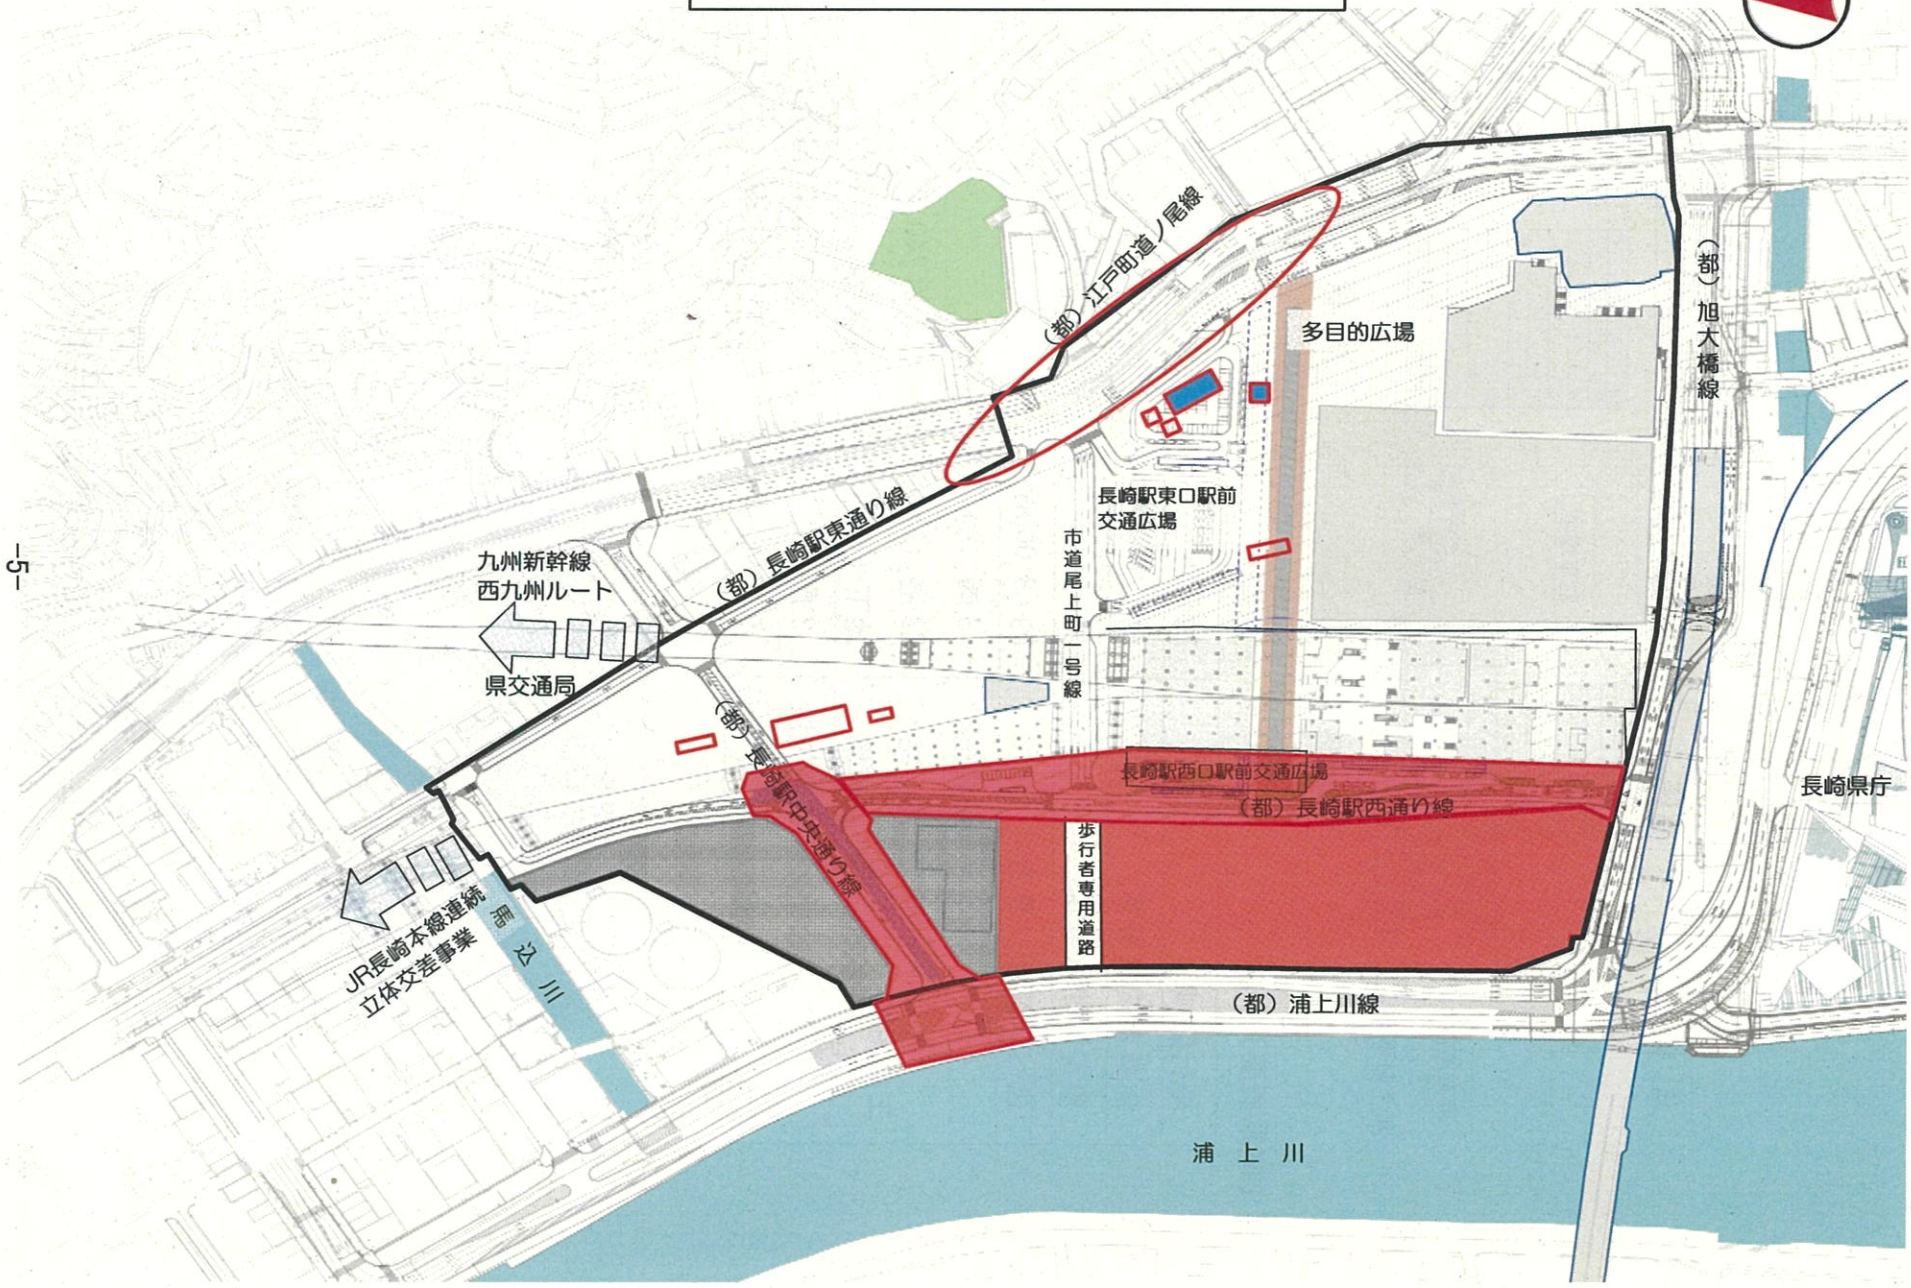 (都)江戸町道ノ尾線
(都)旭大橋線
多目的広場
長崎駅東口駅前
交通広場
(都)長崎駅東通り線
市道尾上町一号線
九州新幹線
西九州ルート
県交通局
-5-
(都)長崎駅中央通り線
長崎駅西口駅前交通広場
(都)長崎駅西通り線
長崎県庁
歩行者専用道路
JR長崎本線連続
立体交差事業
馬込川
(都)浦上川線
浦上川